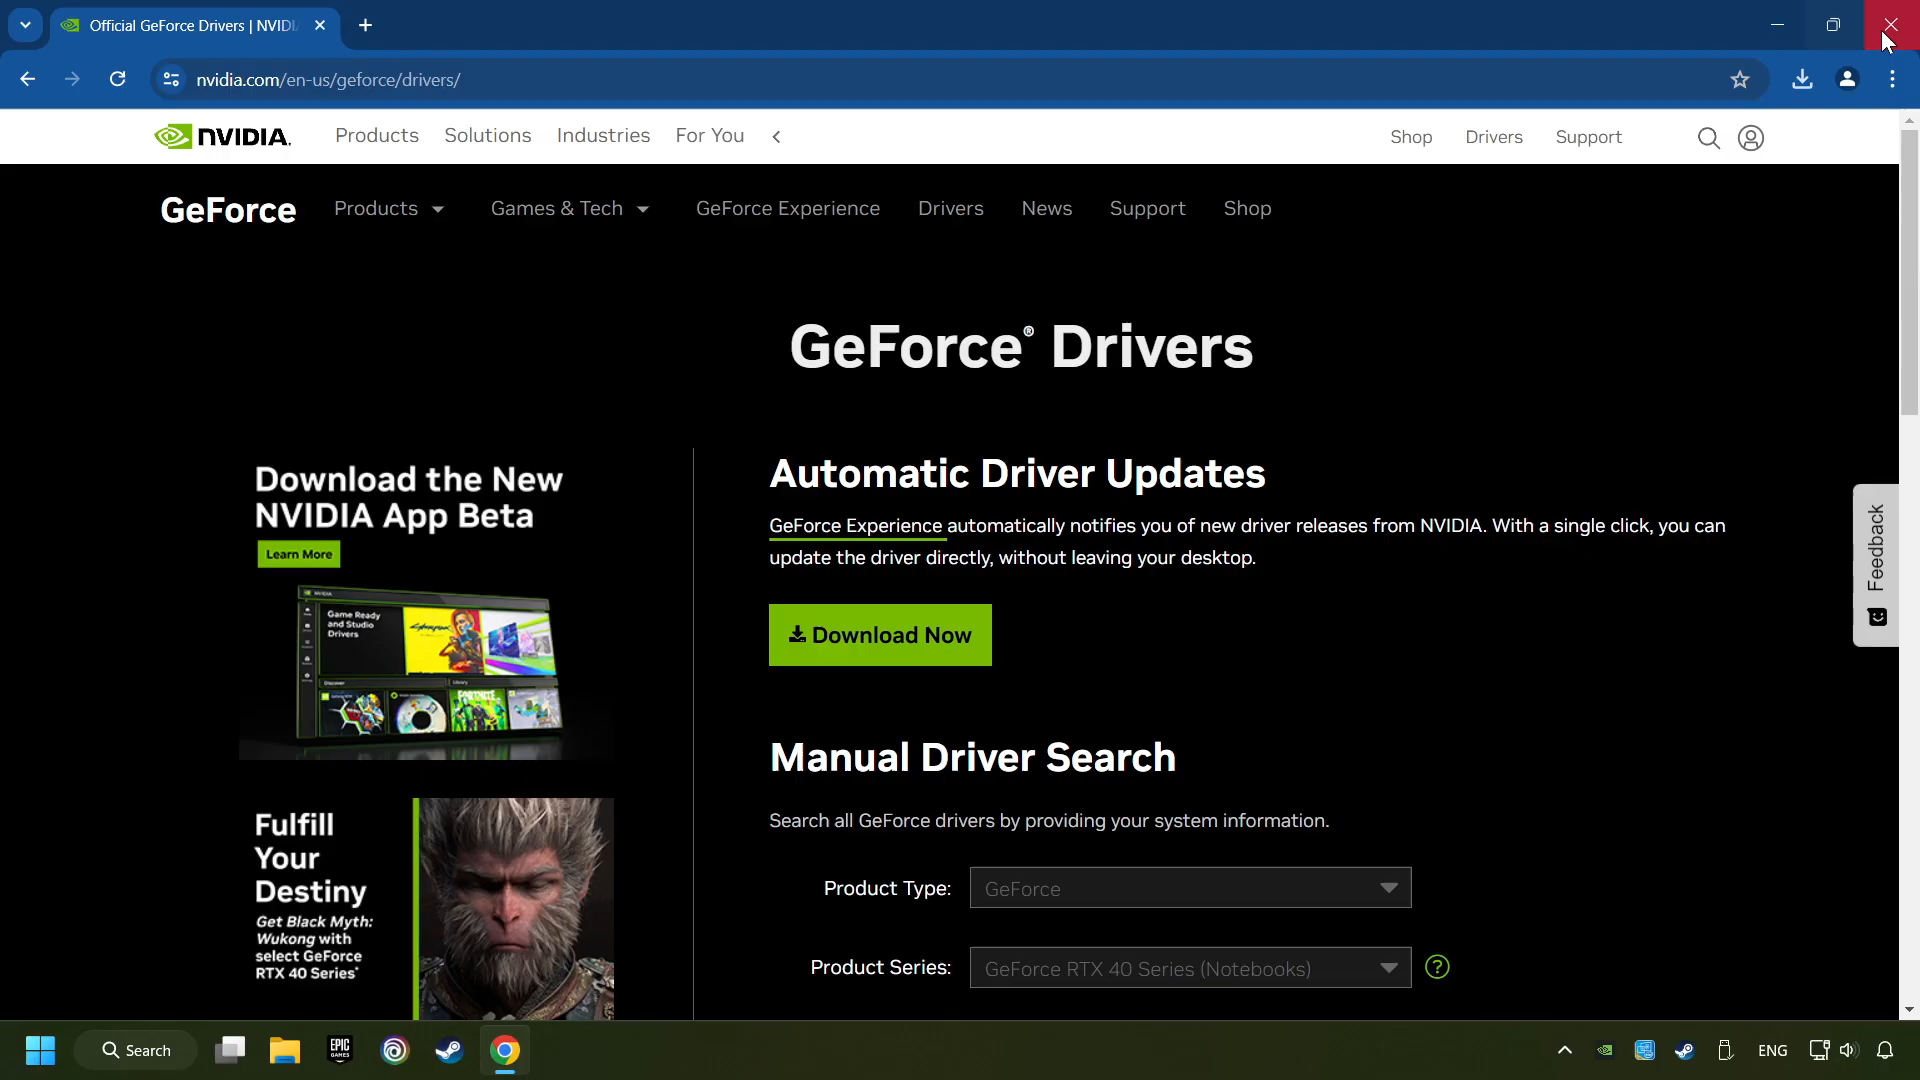 Official GeForce Drivers | NVIDI
nvidia.com/en-us/geforce/drivers/
NVIDIA.
Products Solutions Industries For You
Shop Drivers Support
GeForce Products Games & Tech GeForce Experience Drivers News Support Shop
GeForce® Drivers
Download the New
NVIDIA App Beta
Learn More
NVIDIA
Game Ready
and Studio
Drivers
Discover
Library
FORTNITE
Fulfill
Your
Destiny
Get Black Myth:
Wukong with
select GeForce
RTX 40 Series*
Automatic Driver Updates
GeForce Experience automatically notifies you of new driver releases from NVIDIA. With a single click, you can
update the driver directly, without leaving your desktop.
Download Now
Manual Driver Search
Search all GeForce drivers by providing your system information.
Product Type: GeForce
Product Series: GeForce RTX 40 Series (Notebooks) ?
Feedback
Search
EPIC
GAMES
ENG